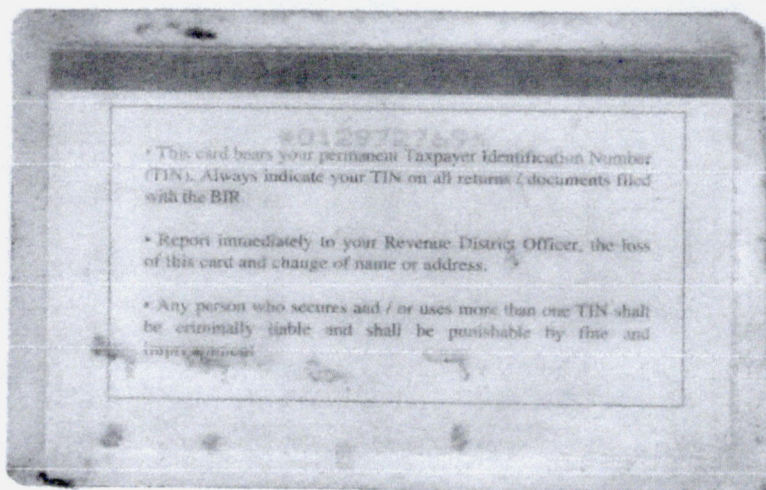 • This card bears your permanent Taxpayer Identification Number
(TIN). Always indicate your TIN on all returns / documents filed
with the BIR
• Report immediately to your Revenue District Officer, the loss
of this card and change of name or address.
• Any person who secures and / or uses more than one TIN shall
be criminally liable and shall be punishable by fine and
imprisonment